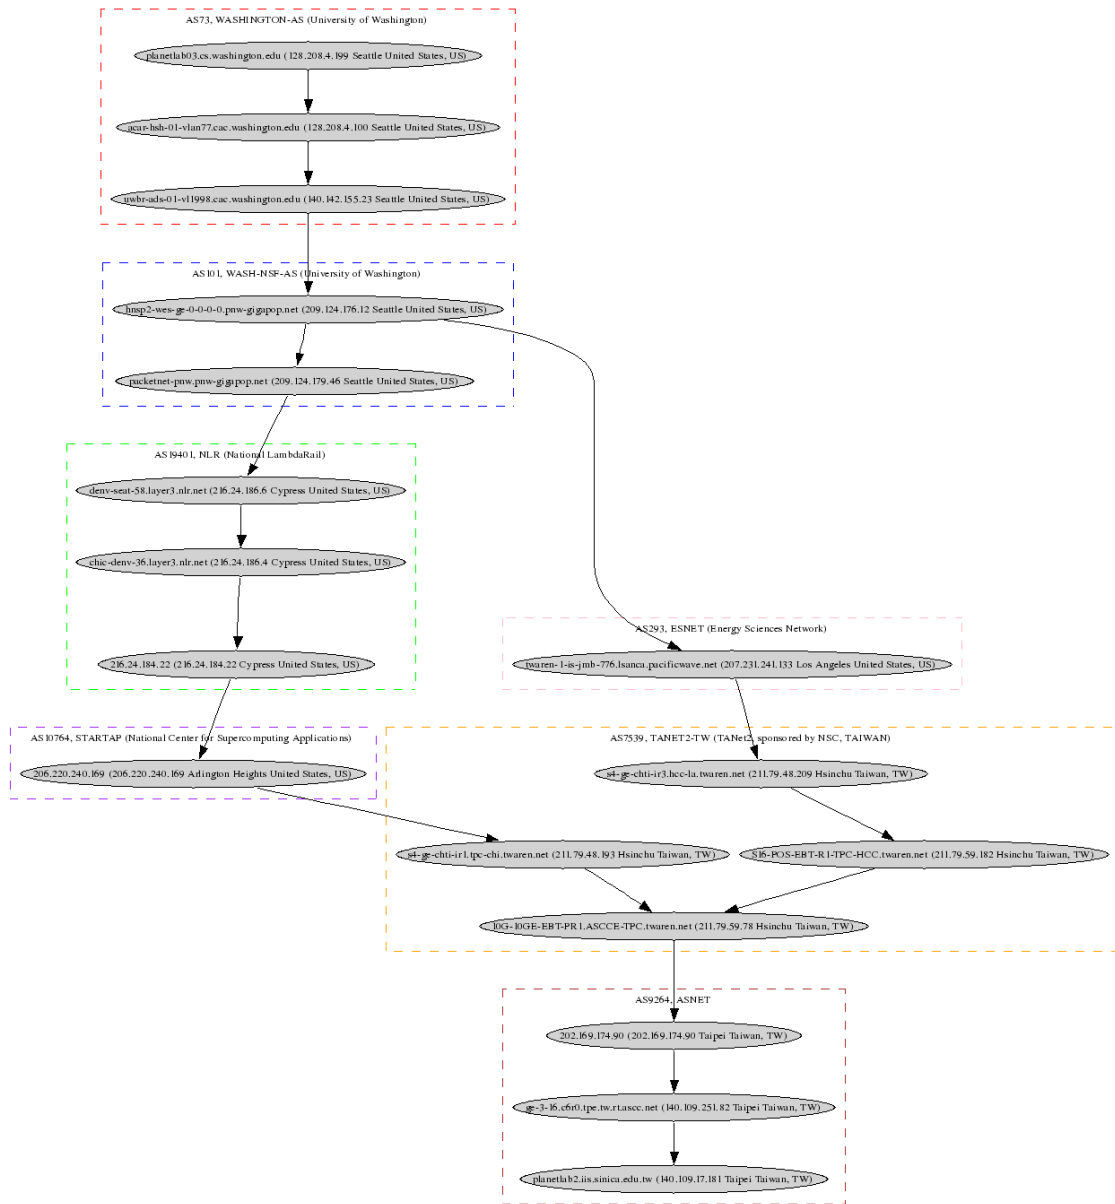 AS73, WASHINGTON-AS (University of Washington)
planetlab03.cs.washington.edu (128.208.4.199 Seattle United States, US)
acar-hsh-01-vlan77.cac.washington.edu (128.208.4.100 Seattle United States, US)
uwbr-ads-01-vl1998.cac.washington.edu (140.142.155.23 Seattle United States, US)
AS101, WASH-NSF-AS (University of Washington)
hnsp2-wes-ge-0-0-0-0.pnw-gigapop.net (209.124.176.12 Seattle United States, US)
packetnet-pnw.pnw-gigapop.net (209.124.179.46 Seattle United States, US)
AS19401, NLR (National LambdaRail)
denv-seat-58.layer3.nlr.net (216.24.186.6 Cypress United States, US)
chic-denv-36.layer3.nlr.net (216.24.186.4 Cypress United States, US)
AS293, ESNET (Energy Sciences Network)
216.24.184.22 (216.24.184.22 Cypress United States, US)
twaren-1-is-jmb-776.lsanca.pacificwave.net (207.231.241.133 Los Angeles United States, US)
AS10764, STARTAP (National Center for Supercomputing Applications)
AS7539, TANET2-TW (TANet2, sponsored by NSC, TAIWAN)
206.220.240.169 (206.220.240.169 Arlington Heights United States, US)
s4-ge-chti-ir3.hcc-la.twaren.net (211.79.48.209 Hsinchu Taiwan, TW)
s4-ge-chti-ir1.tpc-chi.twaren.net (211.79.48.193 Hsinchu Taiwan, TW)
S16-POS-EBT-R1-TPC-HCC.twaren.net (211.79.59.182 Hsinchu Taiwan, TW)
10G-10GE-EBT-PR1.ASCCE-TPC.twaren.net (211.79.59.78 Hsinchu Taiwan, TW)
AS9264, ASNET
202.169.174.90 (202.169.174.90 Taipei Taiwan, TW)
ge-3-16.c6r0.tpe.tw.rt.ascc.net (140.109.251.82 Taipei Taiwan, TW)
planetlab2.iis.sinica.edu.tw (140.109.17.181 Taipei Taiwan, TW)